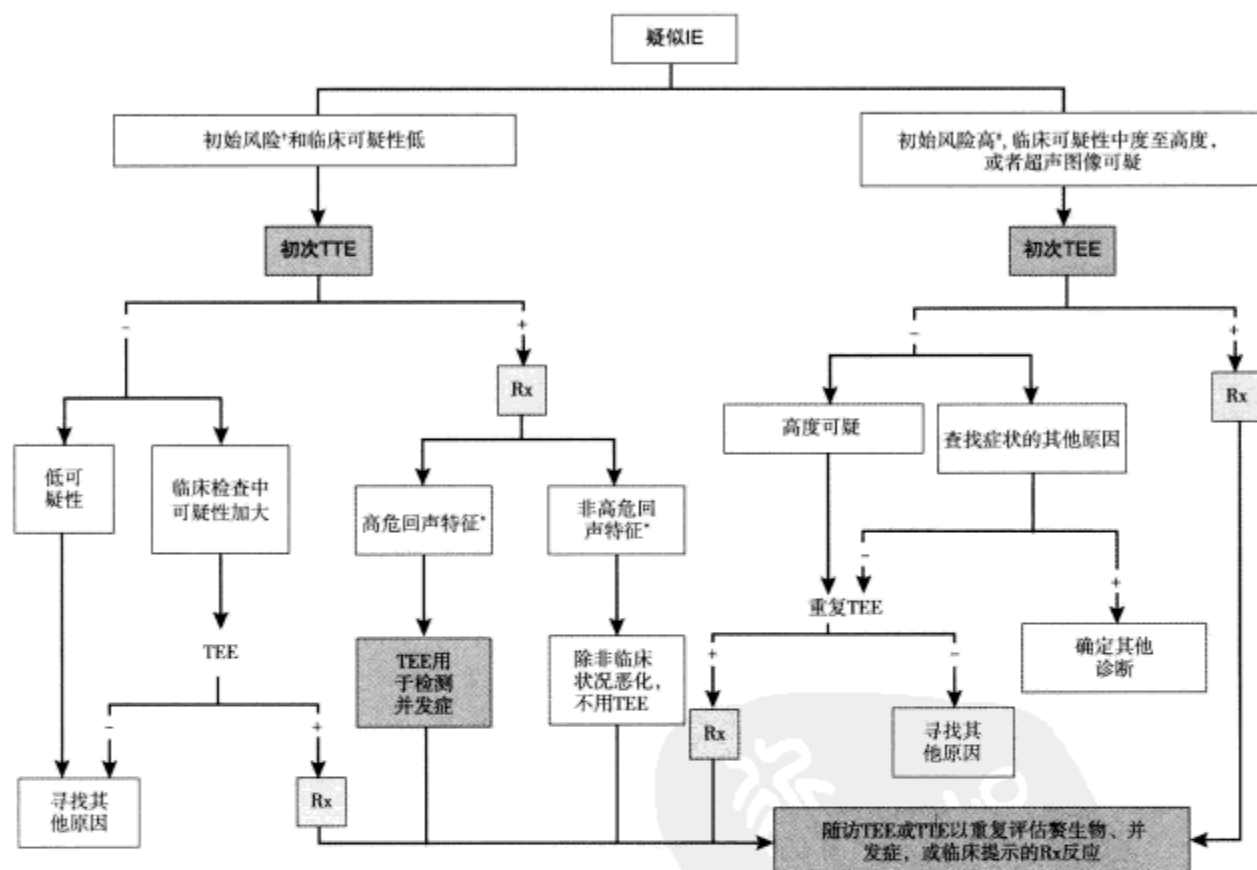 疑似IE
初始风险†和临床可疑性低
初始风险高*, 临床可疑性中度至高度,
或者超声图像可疑
初次TTE
初次TEE
-
+
-
+
Rx
Rx
低可
疑性
临床检查中
可疑性加大
高危回声特征*
非高危回
声特征*
高度可疑
查找症状的其他原因
-
+
TEE
TEE用
于检测
并发症
除非临床
状况恶化,
不用TEE
重复TEE
确定其他
诊断
-
+
+
-
寻找其
他原因
Rx
Rx
寻找其
他原因
随访TEE或TTE以重复评估赘生物、并
发症, 或临床提示的Rx反应